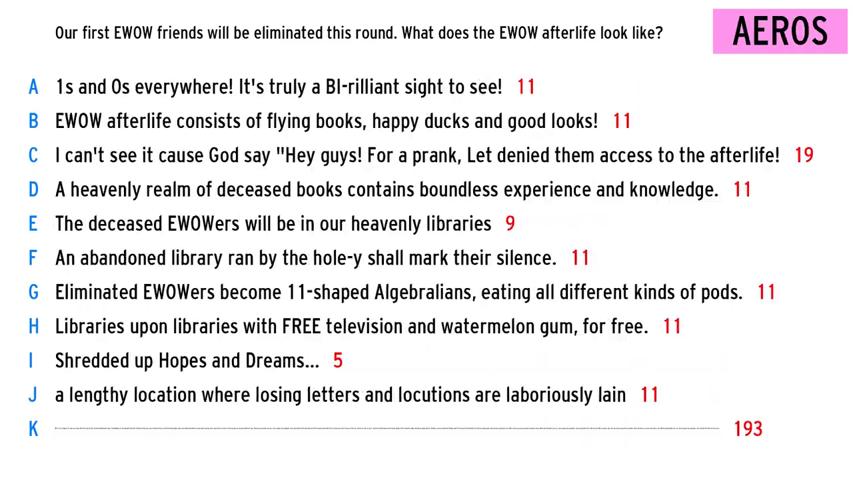 Our first EWOW friends will be eliminated this round. What does the EWOW afterlife look like?
AEROS
A 1s and 0s everywhere! It's truly a BI-rilliant sight to see! 11
B EWOW afterlife consists of flying books, happy ducks and good looks! 11
C I can't see it cause God say "Hey guys! For a prank, Let denied them access to the afterlife! 19
D A heavenly realm of deceased books contains boundless experience and knowledge. 11
E The deceased EWOWers will be in our heavenly libraries 9
F An abandoned library ran by the hole-y shall mark their silence. 11
G Eliminated EWOWers become 11-shaped Algebralians, eating all different kinds of pods. 11
H Libraries upon libraries with FREE television and watermelon gum, for free. 11
I Shredded up Hopes and Dreams... 5
J a lengthy location where losing letters and locutions are laboriously lain 11
K 193